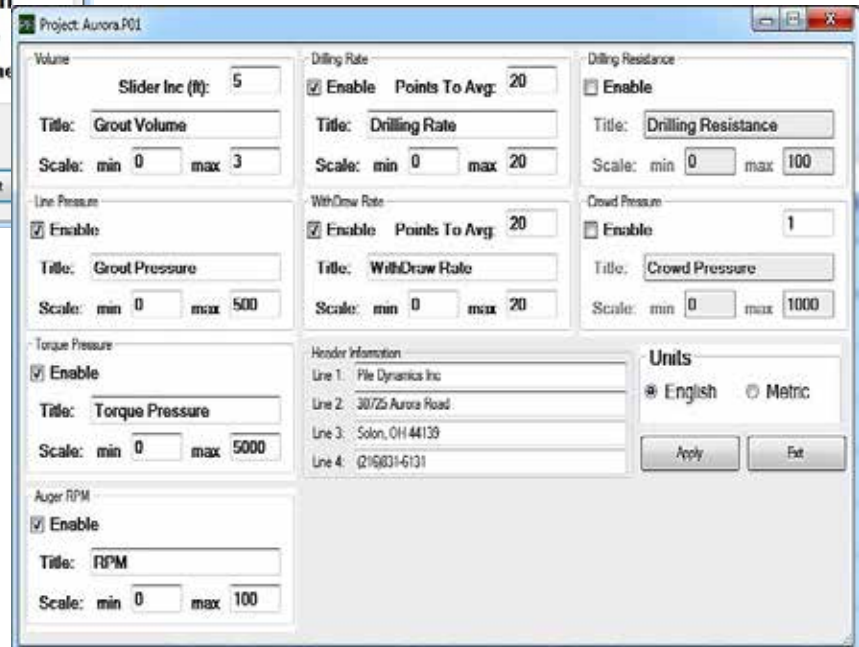 Project: Aurora.P01
Volume
Slider Inc (ft): 5
Title: Grout Volume
Scale: min 0 max 3
Drilling Rate
Enable Points To Avg: 20
Title: Drilling Rate
Scale: min 0 max 20
Drilling Resistance
Enable
Title: Drilling Resistance
Scale: min 0 max 100
Line Pressure
Enable
Title: Grout Pressure
Scale: min 0 max 500
WithDraw Rate
Enable Points To Avg: 20
Title: WithDraw Rate
Scale: min 0 max 20
Crowd Pressure
Enable 1
Title: Crowd Pressure
Scale: min 0 max 1000
Torque Pressure
Enable
Title: Torque Pressure
Scale: min 0 max 5000
Header Information
Line 1: Pile Dynamics Inc
Line 2: 30725 Aurora Road
Line 3: Solon, OH 44139
Line 4: (216)831-6131
Units
English Metric
Apply Exit
Auger RPM
Enable
Title: RPM
Scale: min 0 max 100